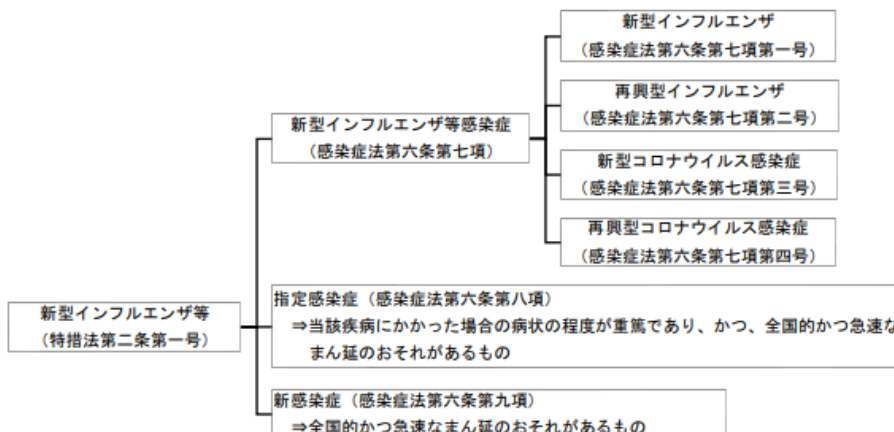 新型インフルエンザ等
(特措法第二条第一号)
新型インフルエンザ等感染症
(感染症法第六条第七項)
新型インフルエンザ
(感染症法第六条第七項第一号)
再興型インフルエンザ
(感染症法第六条第七項第二号)
新型コロナウイルス感染症
(感染症法第六条第七項第三号)
再興型コロナウイルス感染症
(感染症法第六条第七項第四号)
指定感染症(感染症法第六条第八項)
⇒当該疾病にかかった場合の病状の程度が重篤であり、かつ、全国的かつ急速な
まん延のおそれがあるもの
新感染症(感染症法第六条第九項)
⇒全国的かつ急速なまん延のおそれがあるもの